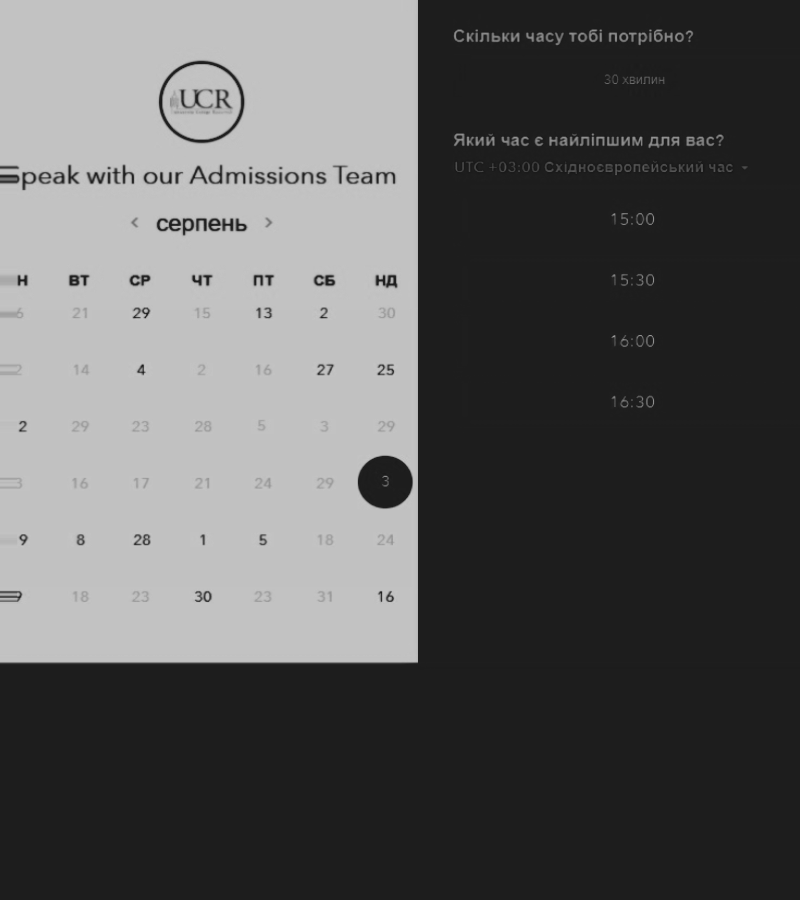 UCR
Speak with our Admissions Team
серпень
Н ВТ СР ЧТ ПТ СБ НД
6 21 29 15 13 2 30
2 14 4 2 16 27 25
2 29 23 28 5 3 29
3 16 17 21 24 29 3
9 8 28 1 5 18 24
9 18 23 30 23 31 16
Скільки часу тобі потрібно?
30 хвилин
Який час є найліпшим для вас?
UTC +03:00 Східноєвропейський час
15:00
15:30
16:00
16:30